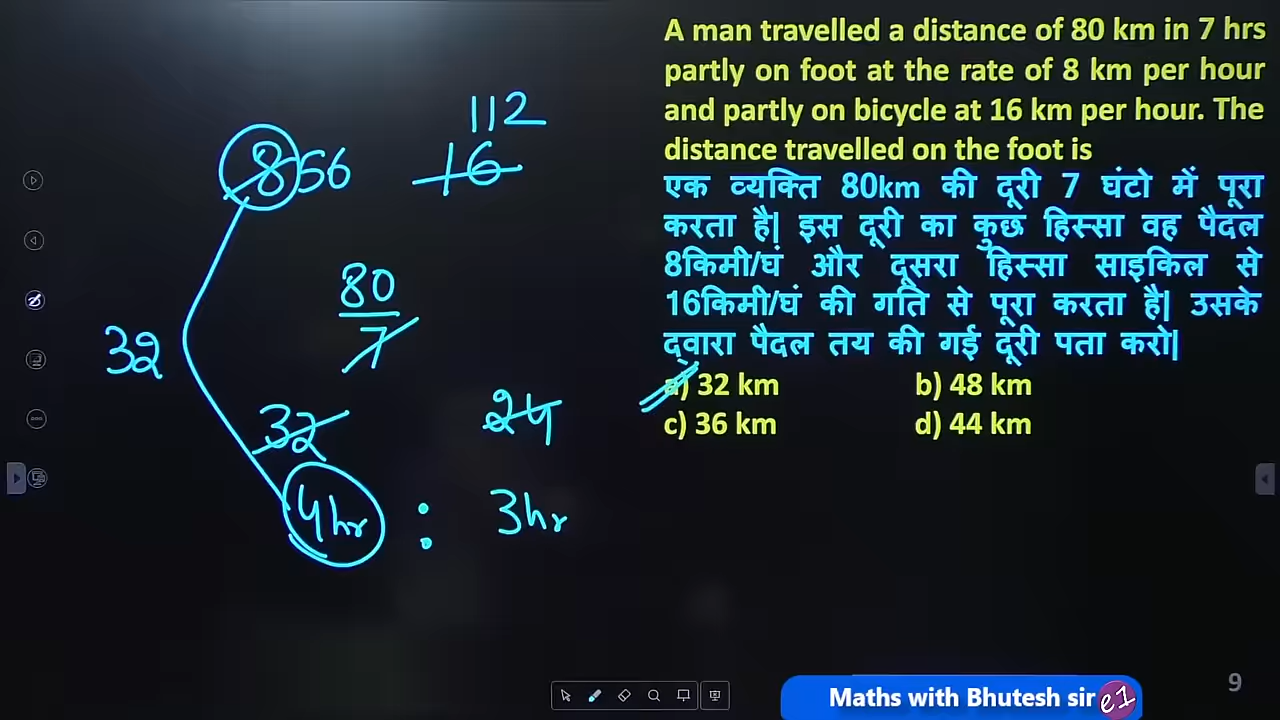 A man travelled a distance of 80 km in 7 hrs
partly on foot at the rate of 8 km per hour
and partly on bicycle at 16 km per hour. The
distance travelled on the foot is
एक व्यक्ति 80km की दूरी 7 घंटो में पूरा
करता है| इस दूरी का कुछ हिस्सा वह पैदल
8किमी/घं और दूसरा हिस्सा साइकिल से
16किमी/घं की गति से पूरा करता है| उसके
द्वारा पैदल तय की गई दूरी पता करो|
a) 32 km b) 48 km
c) 36 km d) 44 km
112
8 56 16
80
7
32
32 24
4hr : 3hr
Maths with Bhutesh sir e1
9